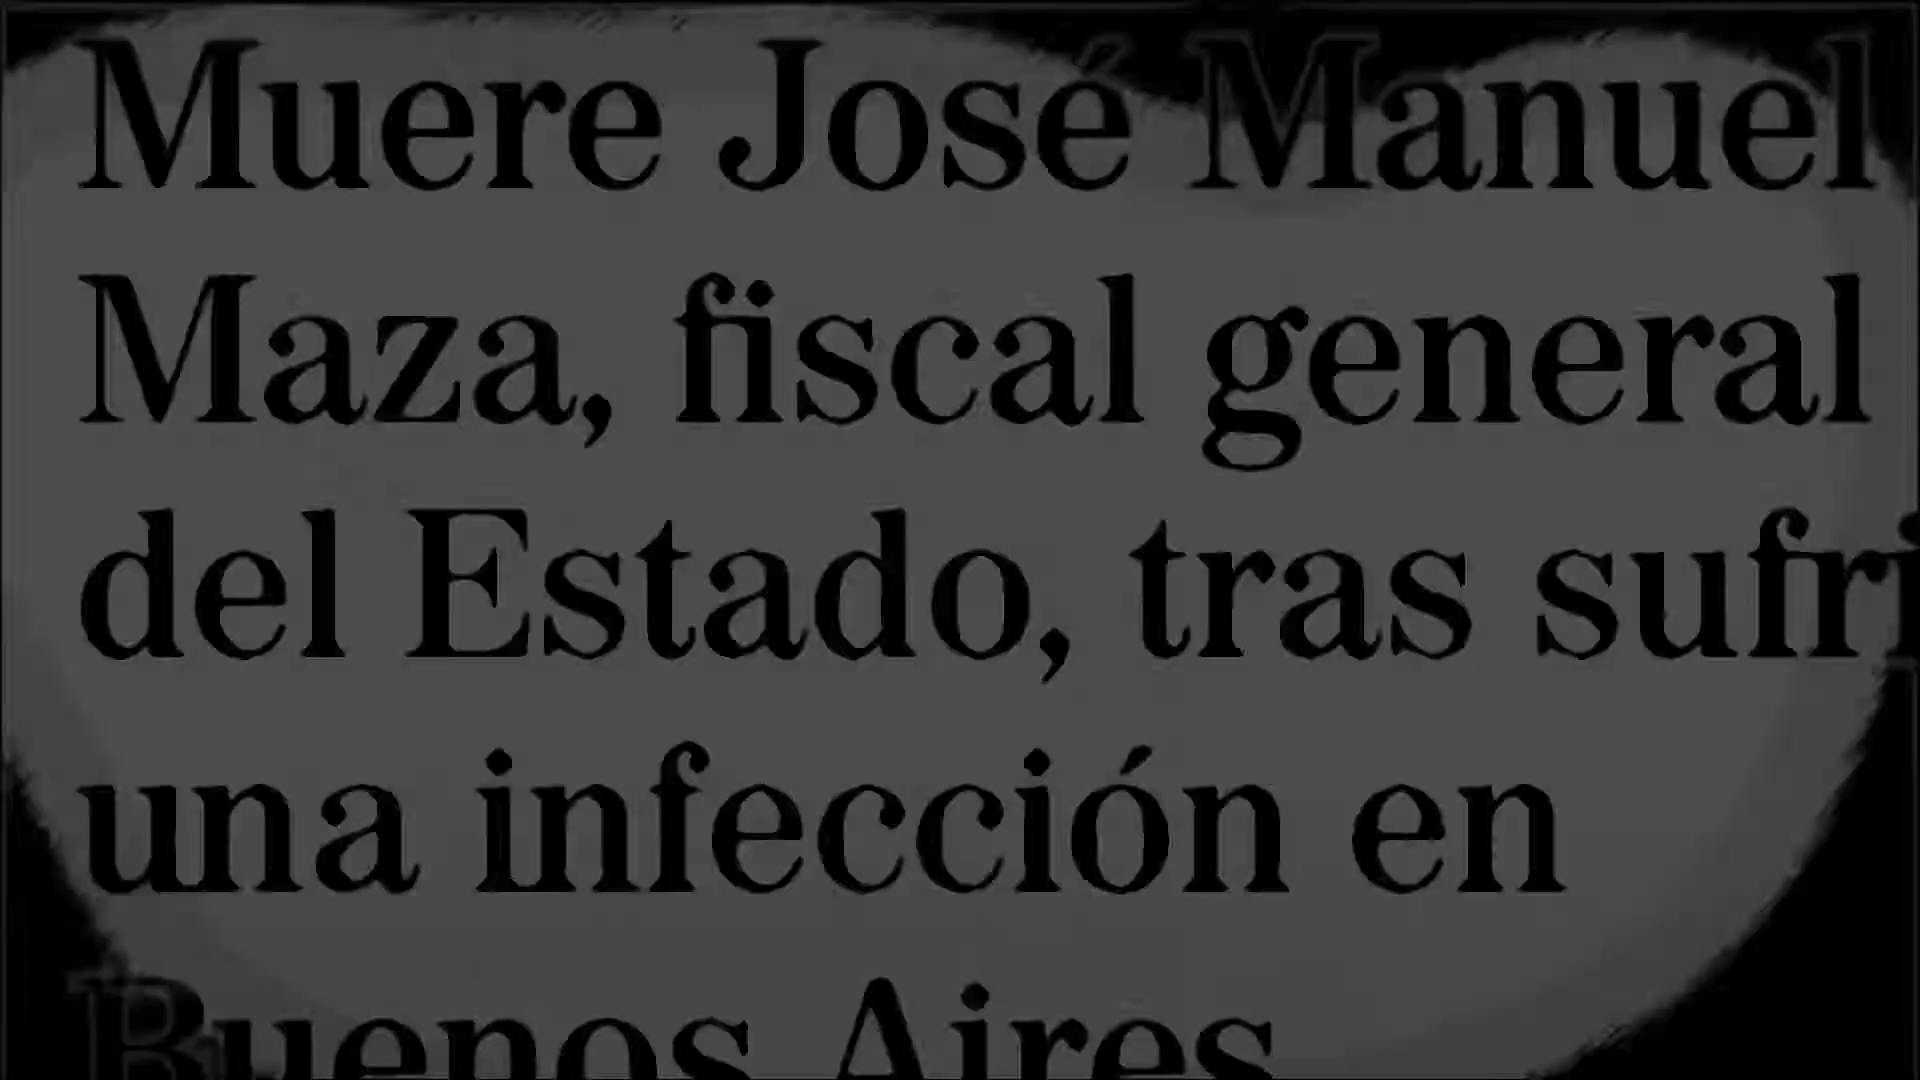 Muere José Manuel
Maza, fiscal general
del Estado, tras sufri
una infección en
Buenos Aires